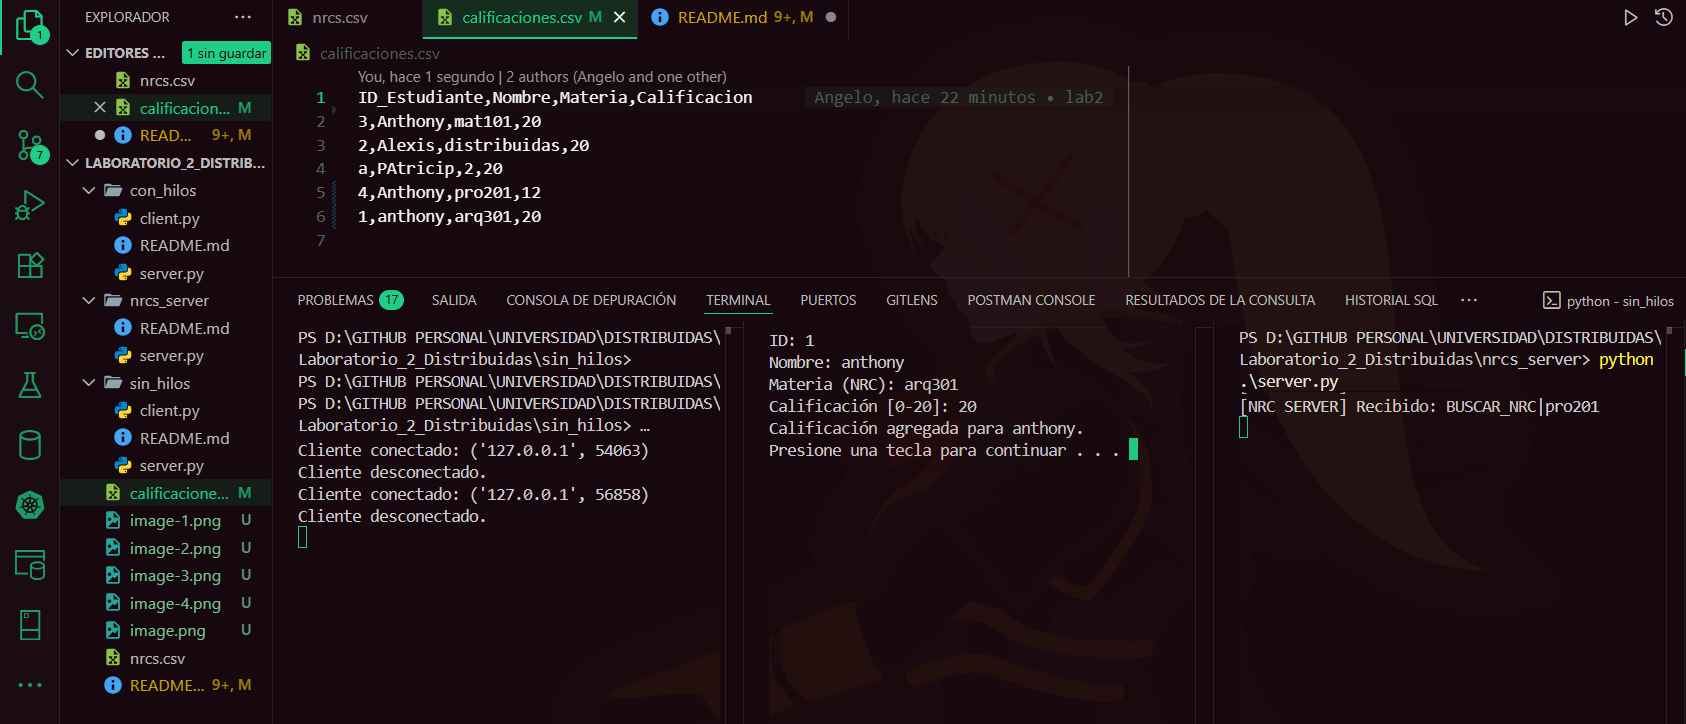 EXPLORADOR
EDITORES ...
1 sin guardar
nrcs.csv
calificacion... M
READ... 9+, M
LABORATORIO_2_DISTRIB...
con_hilos
client.py
README.md
server.py
nrcs_server
README.md
server.py
sin_hilos
client.py
README.md
server.py
calificacione... M
image-1.png U
image-2.png U
image-3.png U
image-4.png U
image.png U
nrcs.csv
README... 9+, M
1
7
nrcs.csv
calificaciones.csv M
README.md 9+, M
calificaciones.csv
You, hace 1 segundo | 2 authors (Angelo and one other)
1 ID_Estudiante,Nombre,Materia,Calificacion Angelo, hace 22 minutos • lab2
2 3,Anthony,mat101,20
3 2,Alexis,distribuidas,20
4 a,PAtricip,2,20
5 4,Anthony,pro201,12
6 1,anthony,arq301,20
7
PROBLEMAS 17 SALIDA CONSOLA DE DEPURACIÓN TERMINAL PUERTOS GITLENS POSTMAN CONSOLE RESULTADOS DE LA CONSULTA HISTORIAL SQL ··· python - sin_hilos
PS D:\GITHUB PERSONAL\UNIVERSIDAD\DISTRIBUIDAS\
Laboratorio_2_Distribuidas\sin_hilos>
PS D:\GITHUB PERSONAL\UNIVERSIDAD\DISTRIBUIDAS\
PS D:\GITHUB PERSONAL\UNIVERSIDAD\DISTRIBUIDAS\
Laboratorio_2_Distribuidas\sin_hilos> …
Cliente conectado: ('127.0.0.1', 54063)
Cliente desconectado.
Cliente conectado: ('127.0.0.1', 56858)
Cliente desconectado.
ID: 1
Nombre: anthony
Materia (NRC): arq301
Calificación [0-20]: 20
Calificación agregada para anthony.
Presione una tecla para continuar . . .
PS D:\GITHUB PERSONAL\UNIVERSIDAD\DISTRIBUIDAS\
Laboratorio_2_Distribuidas\nrcs_server> python
.\server.py
[NRC SERVER] Recibido: BUSCAR_NRC|pro201